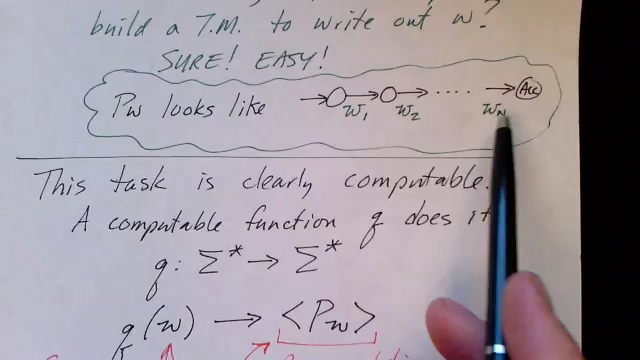 build a T.M. to write out w?
SURE! EASY!
Pw looks like → ○ → ○ → .... → Acc
w1 w2 wN
This task is clearly computable.
A computable function q does it
q: Σ* → Σ*
q(w) → <Pw>